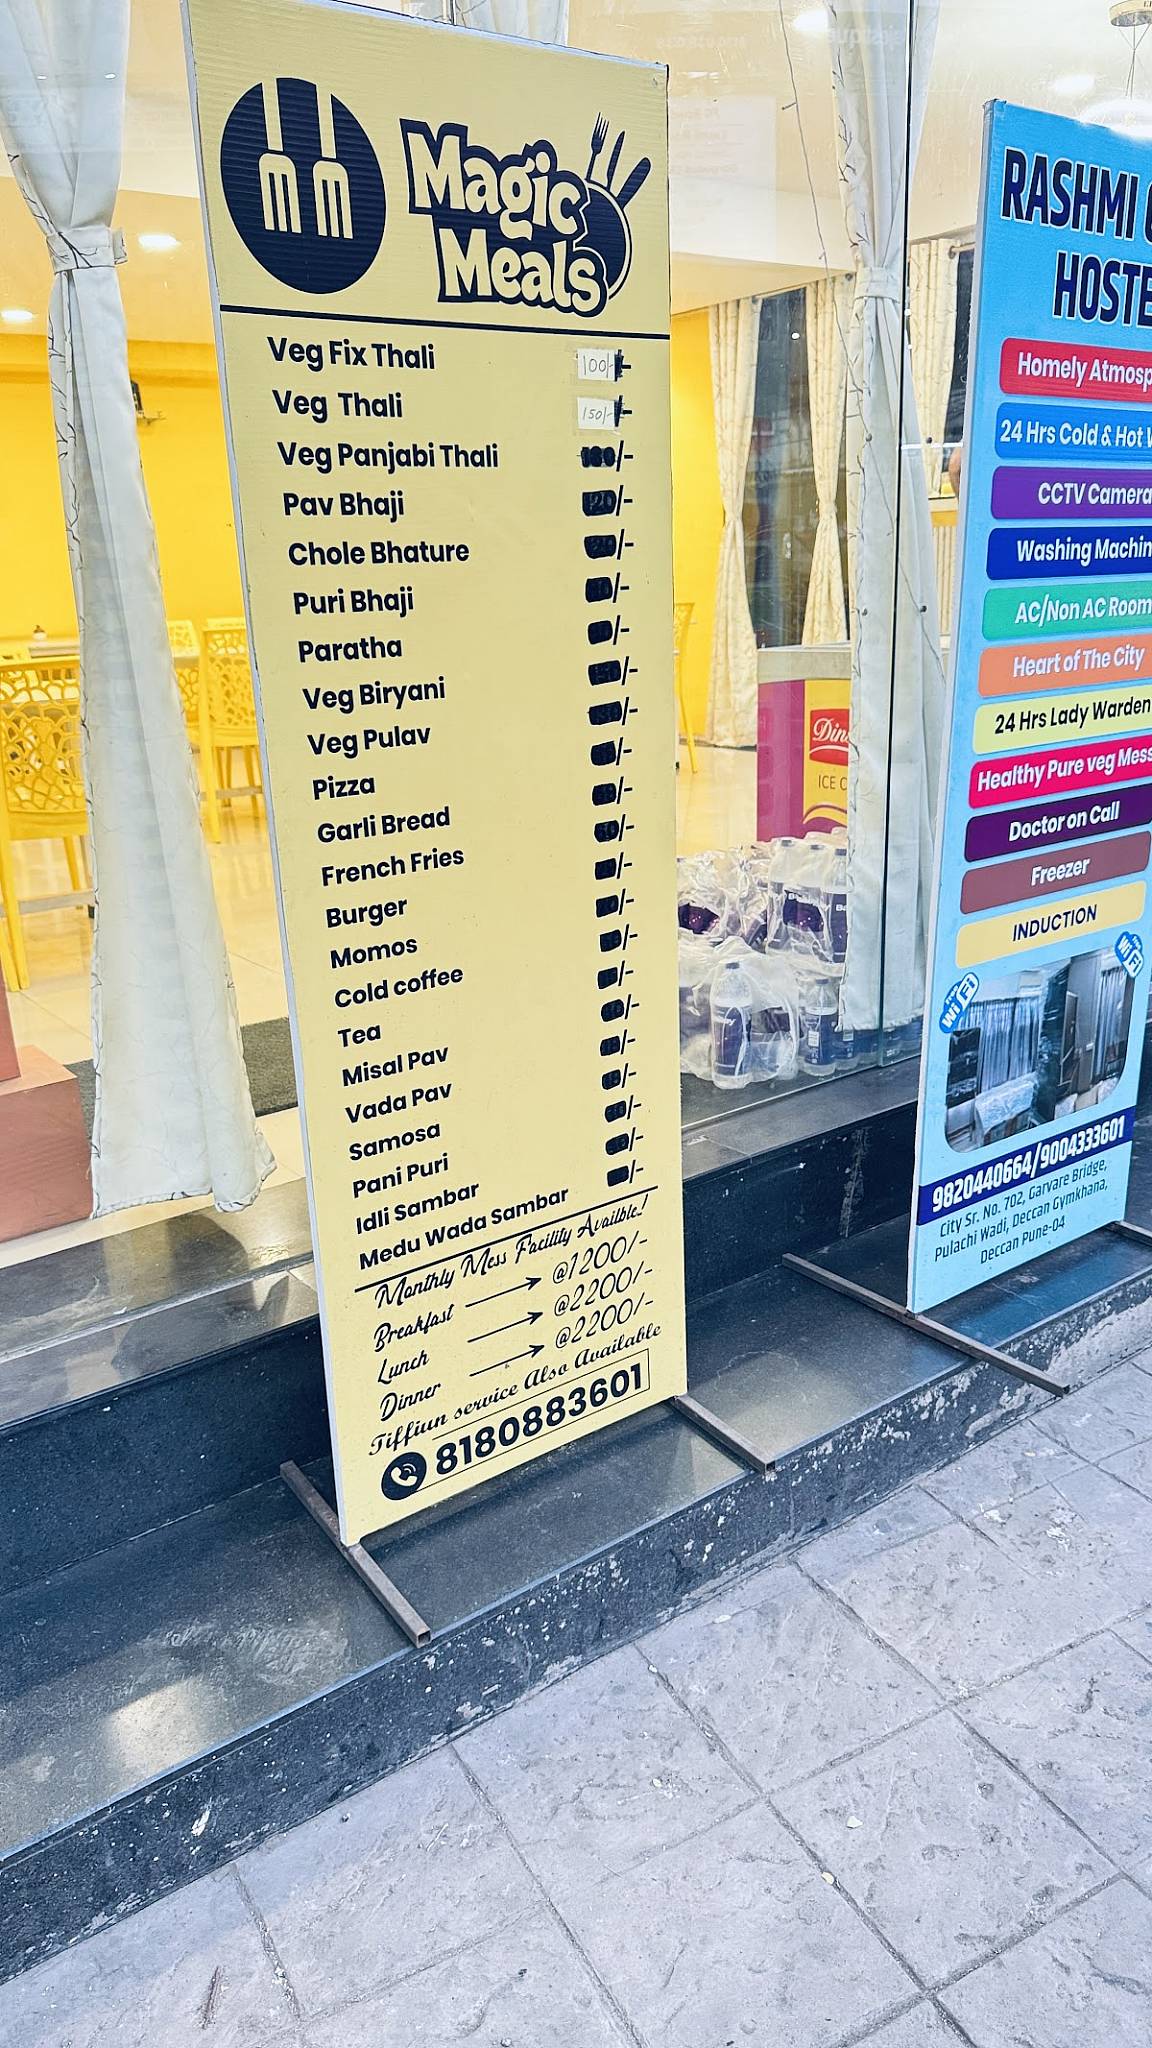 Magic
Meals
Veg Fix Thali 100/-
Veg Thali 150/-
Veg Panjabi Thali /-
Pav Bhaji /-
Chole Bhature /-
Puri Bhaji /-
Paratha /-
Veg Biryani /-
Veg Pulav /-
Pizza /-
Garli Bread /-
French Fries /-
Burger /-
Momos /-
Cold coffee /-
Tea /-
Misal Pav /-
Vada Pav /-
Samosa /-
Pani Puri /-
Idli Sambar /-
Medu Wada Sambar /-
Monthly Mess Facility Availble!
Breakfast @1200/-
Lunch @2200/-
Dinner @2200/-
Tiffiun service Also Available
8180883601
RASHMI
HOSTE
Homely Atmosp
24 Hrs Cold & Hot W
CCTV Camera
Washing Machin
AC/Non AC Room
Heart of The City
24 Hrs Lady Warden
Healthy Pure veg Mess
Doctor on Call
Freezer
INDUCTION
Free Wi Fi
Free Wi Fi
9820440664/9004333601
City Sr. No. 702, Garvare Bridge,
Pulachi Wadi, Deccan Gymkhana,
Deccan Pune-04
Din
ICE C